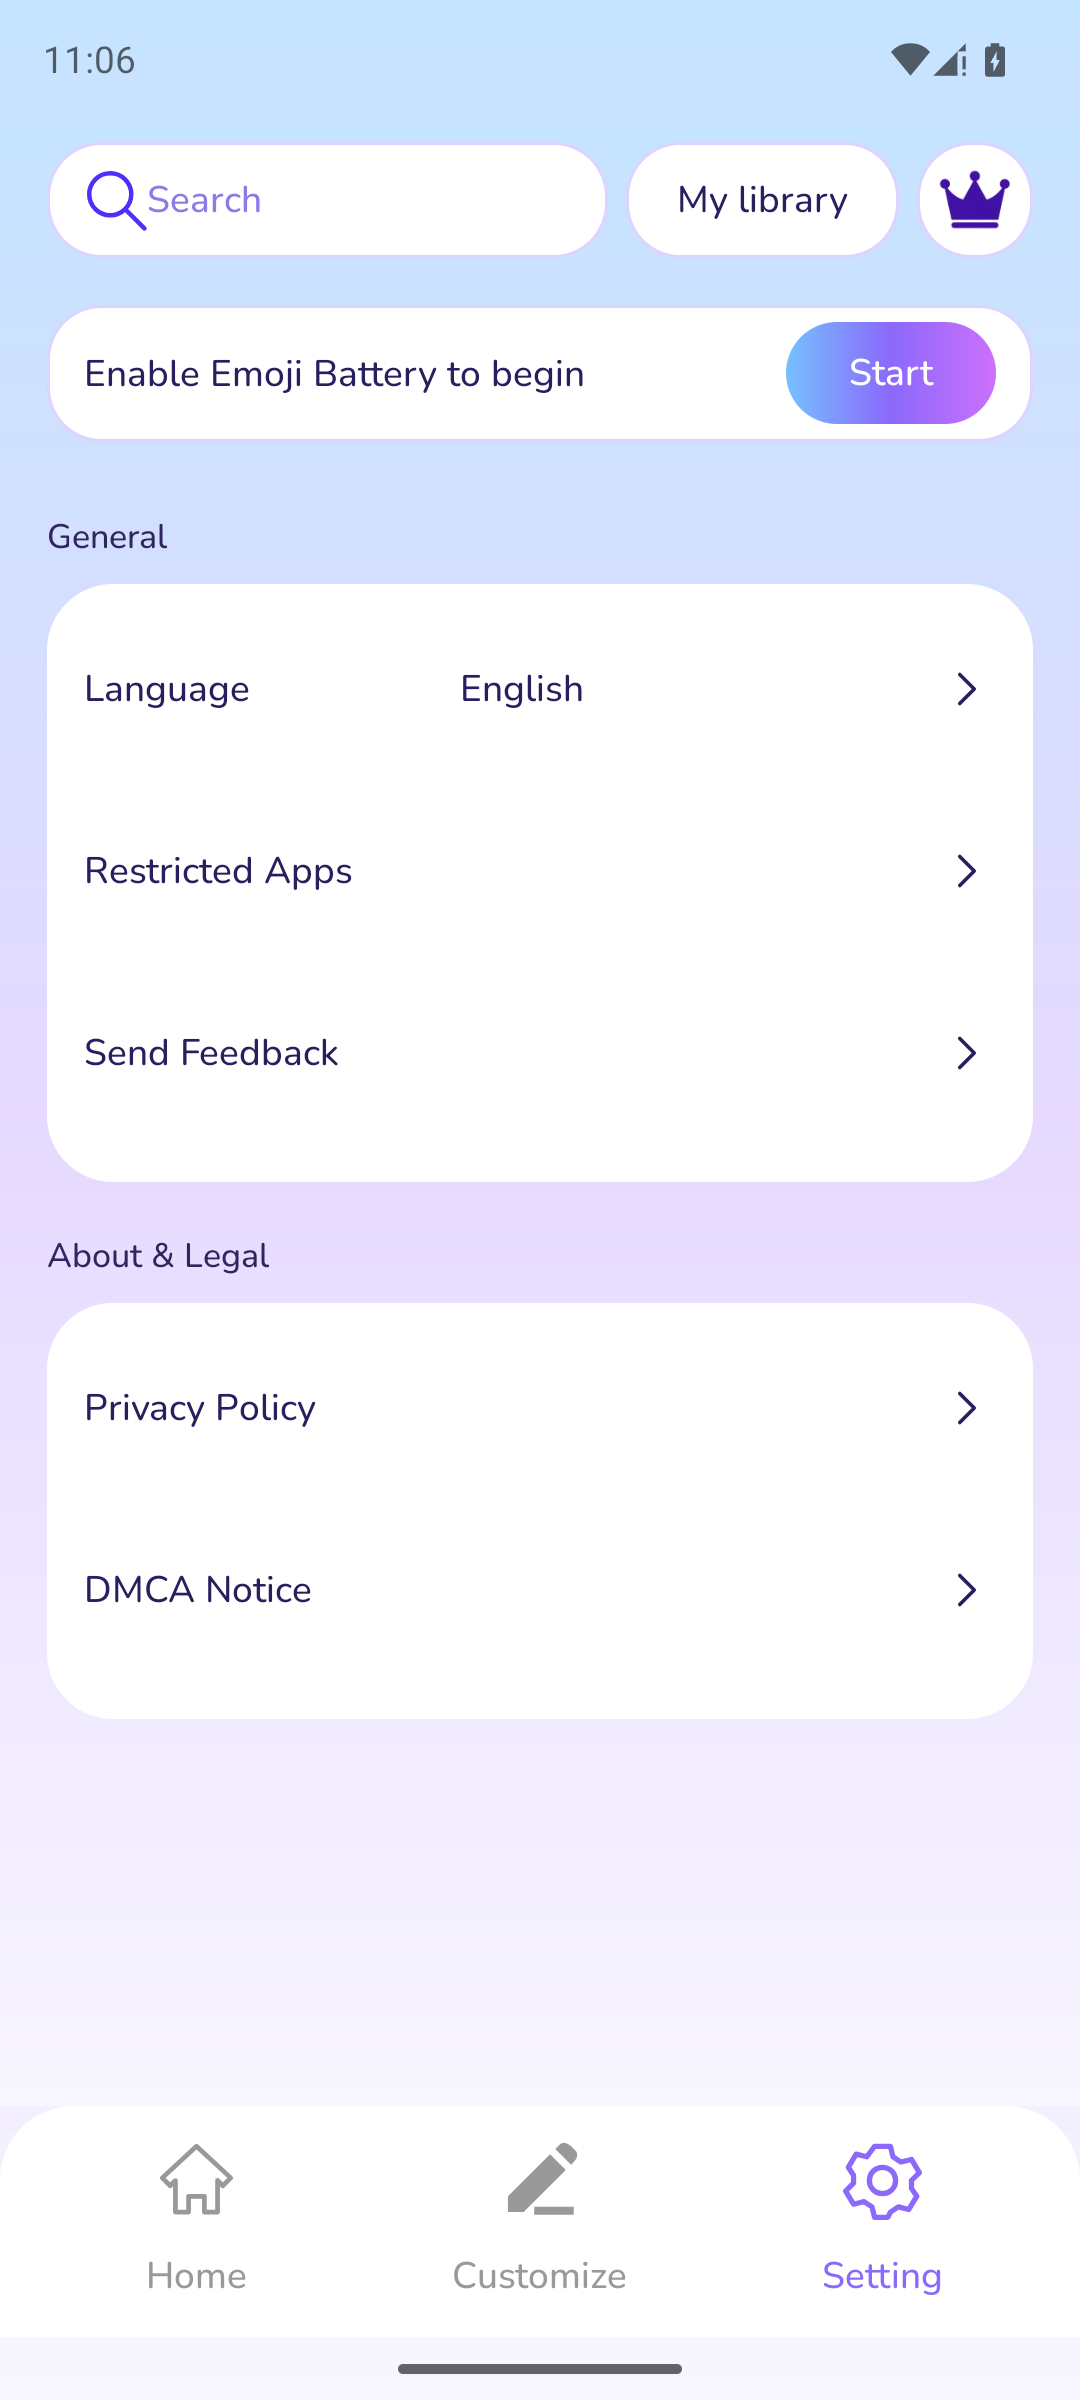 11:06
Search
My library
Enable Emoji Battery to begin
Start
General
Language
English
Restricted Apps
Send Feedback
About & Legal
Privacy Policy
DMCA Notice
Home
Customize
Setting